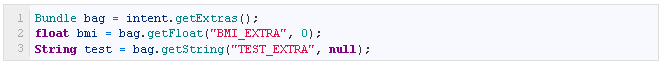 1 Bundle bag = intent.getExtras();
2 float bmi = bag.getFloat("BMI_EXTRA", 0);
3 String test = bag.getString("TEST_EXTRA", null);